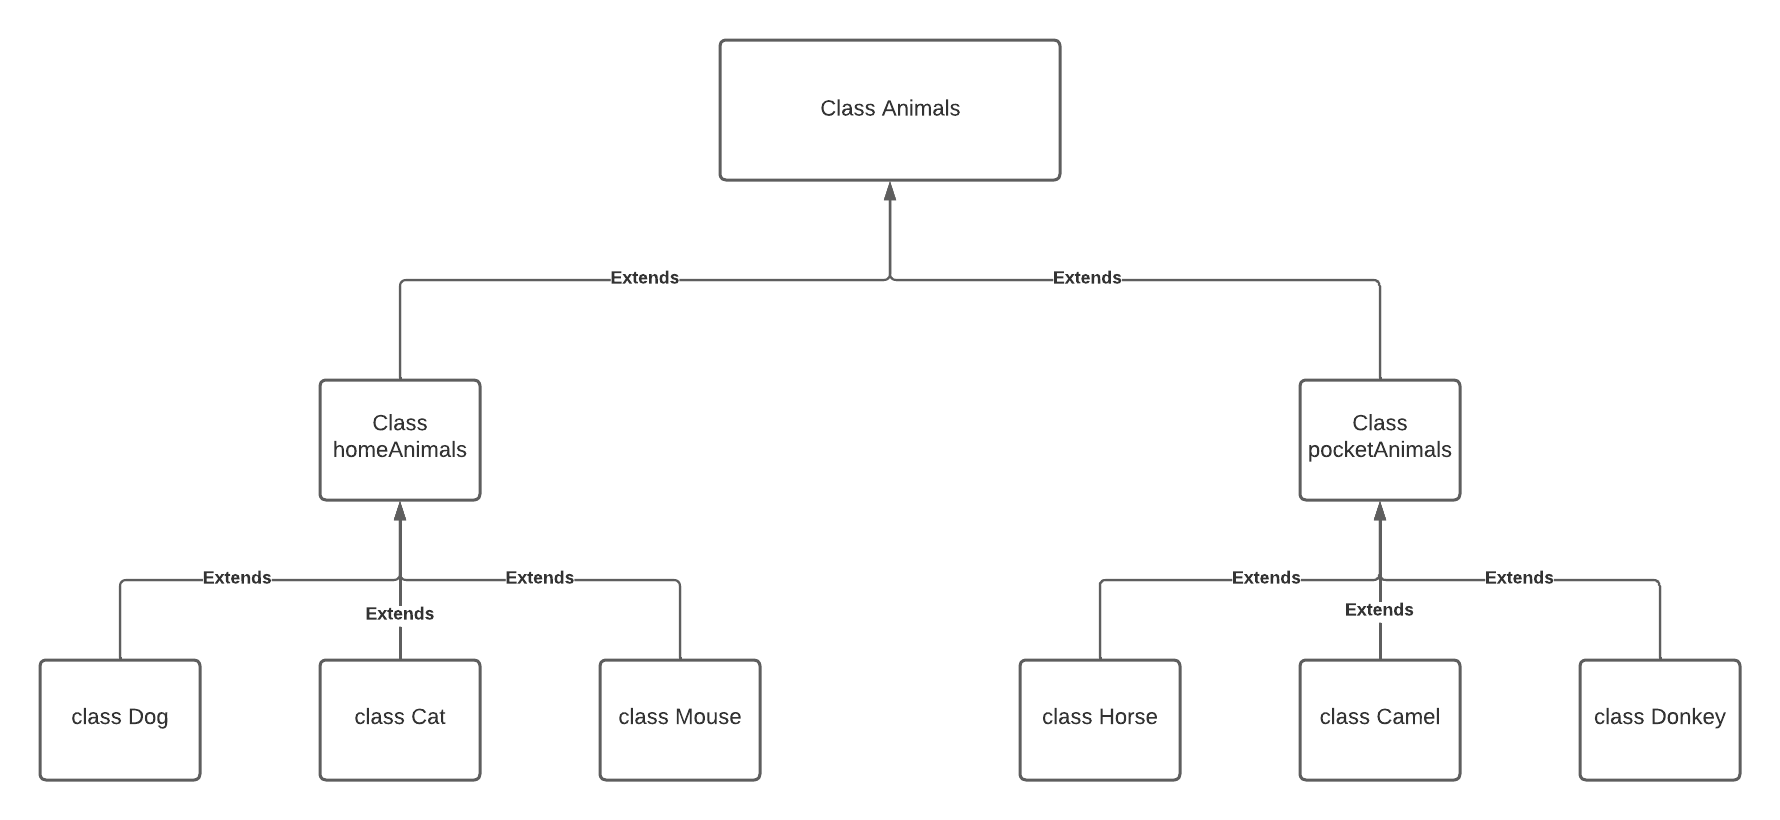 Class Animals
Extends
Extends
Class
homeAnimals
Class
pocketAnimals
Extends
Extends
Extends
Extends
Extends
Extends
class Dog
class Cat
class Mouse
class Horse
class Camel
class Donkey